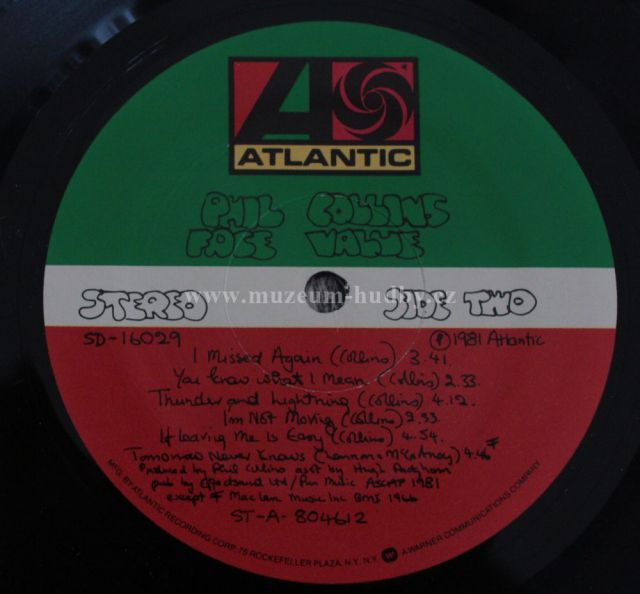 ATLANTIC
PHIL COLLINS
FACE VALUE
STEREO
SIDE TWO
www.muzeum-hudby.cz
SD-16029
℗ 1981 Atlantic
I Missed Again (Collins) 3.41.
You know what I Mean (Collins) 2.33.
Thunder and Lightning (Collins) 4.12.
I'm Not Moving (Collins) 2.33
If leaving Me is Easy (Collins) 4.54.
Tomorrow Never Knows (Lennon & McCartney) 4.46 *
Produced by Phil Collins asst by Hugh Padgham
pub by Effectsound Ltd / Pun Music ASCAP 1981
except * Maclen Music Inc BMI 1966
ST-A-804612
MFG. BY ATLANTIC RECORDING CORP., 75 ROCKEFELLER PLAZA, N.Y. N.Y. A WARNER COMMUNICATIONS COMPANY